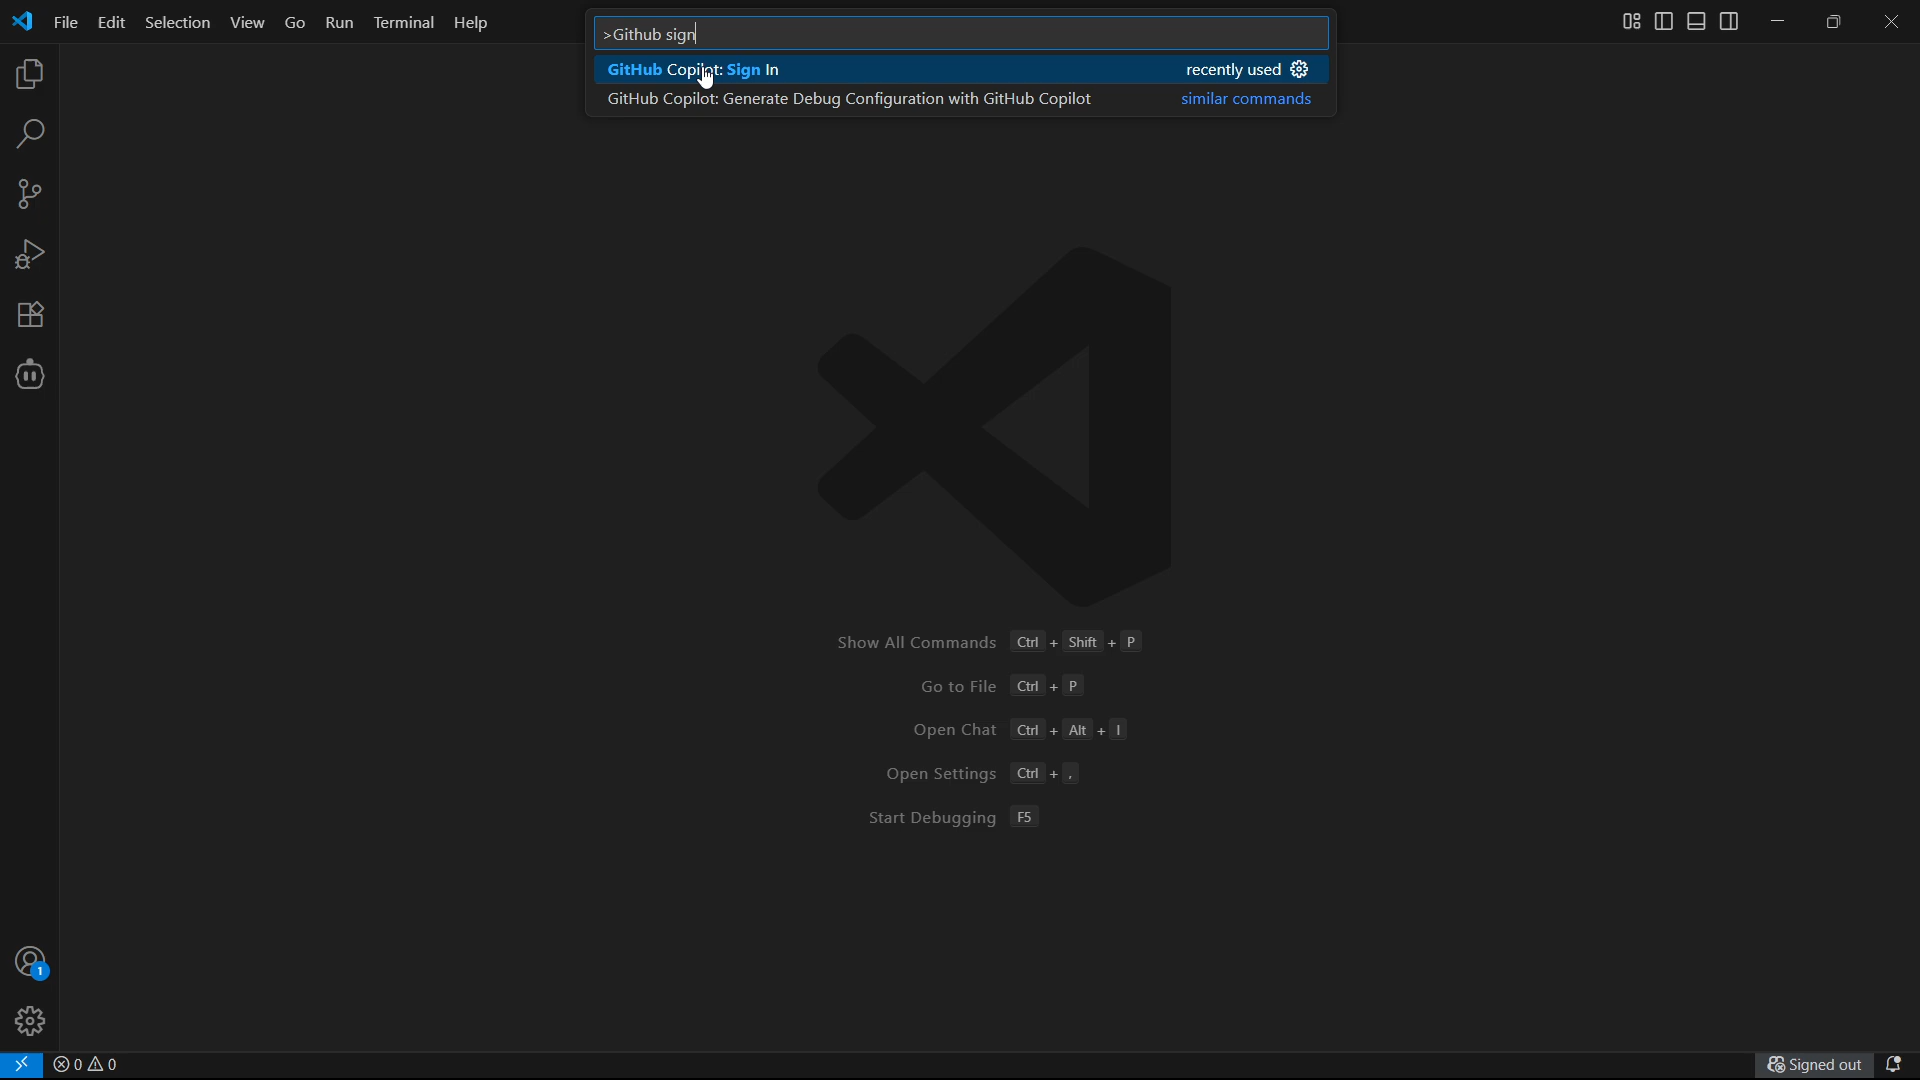 File Edit Selection View Go Run Terminal Help
>Github sign
GitHub Copilot: Sign In recently used
GitHub Copilot: Generate Debug Configuration with GitHub Copilot similar commands
Show All Commands Ctrl + Shift + P
Go to File Ctrl + P
Open Chat Ctrl + Alt + I
Open Settings Ctrl + ,
Start Debugging F5
1
0 0 Signed out